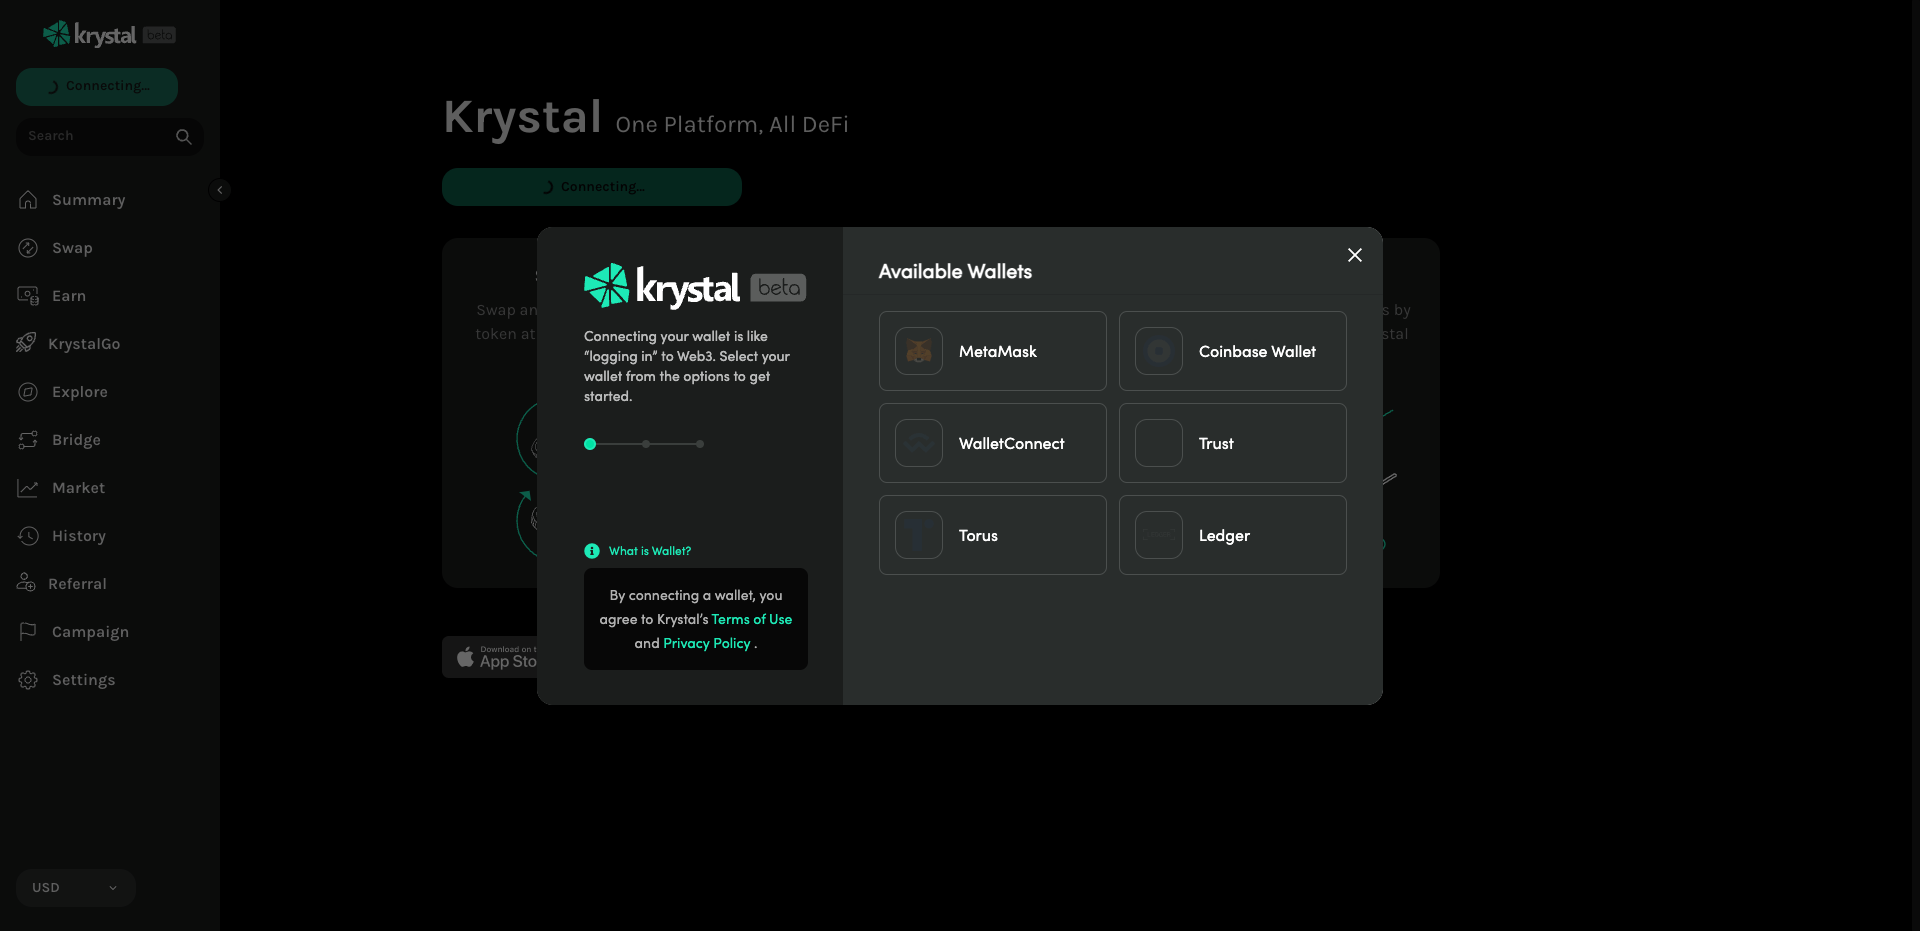 krystal beta
Connecting...
Search
Summary
Swap
Earn
KrystalGo
Explore
Bridge
Market
History
Referral
Campaign
Settings
USD
Krystal One Platform, All DeFi
Connecting...
Swap an
token at
s by
stal
Download on t
App Sto
krystal beta
Connecting your wallet is like
"logging in" to Web3. Select your
wallet from the options to get
started.
What is Wallet?
By connecting a wallet, you
agree to Krystal's Terms of Use
and Privacy Policy .
Available Wallets
MetaMask
Coinbase Wallet
WalletConnect
Trust
Torus
Ledger